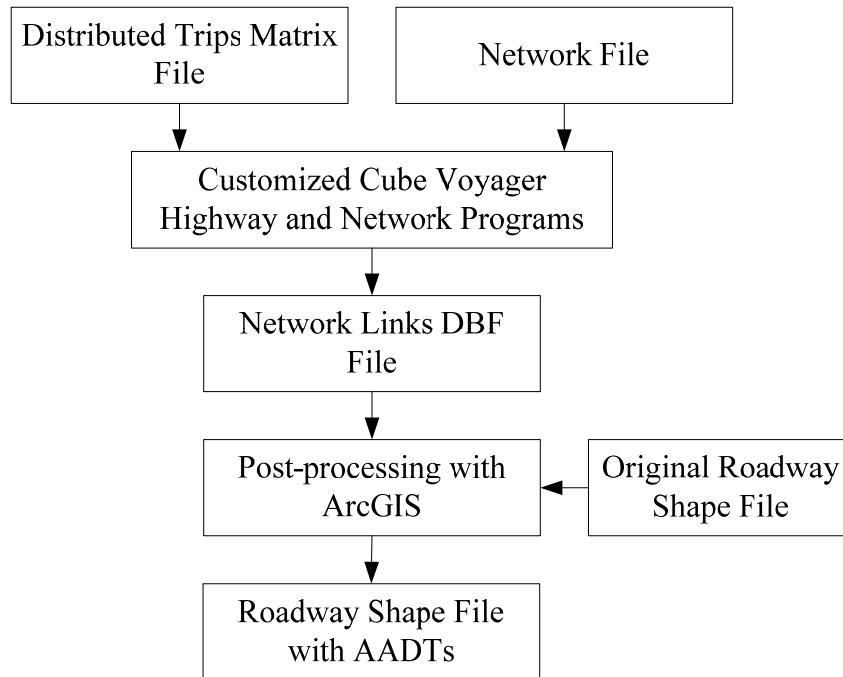 Distributed Trips Matrix
File
Network File
Customized Cube Voyager
Highway and Network Programs
Network Links DBF
File
Post-processing with
ArcGIS
Original Roadway
Shape File
Roadway Shape File
with AADTs